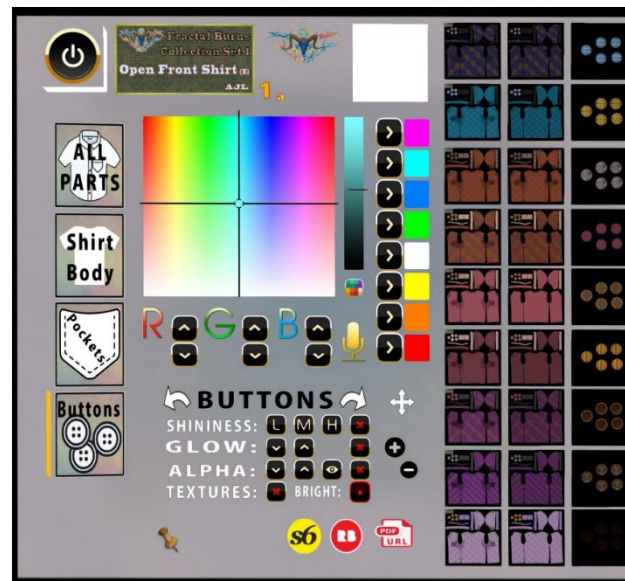 Fractal Burns
Collection Set 1
Open Front Shirt (E)
AJL
1 a
ALL
PARTS
Shirt
Body
Pockets
Buttons
R G B
BUTTONS
SHININESS: L M H
GLOW:
ALPHA:
TEXTURES: BRIGHT:
s6
RB
PDF
URL